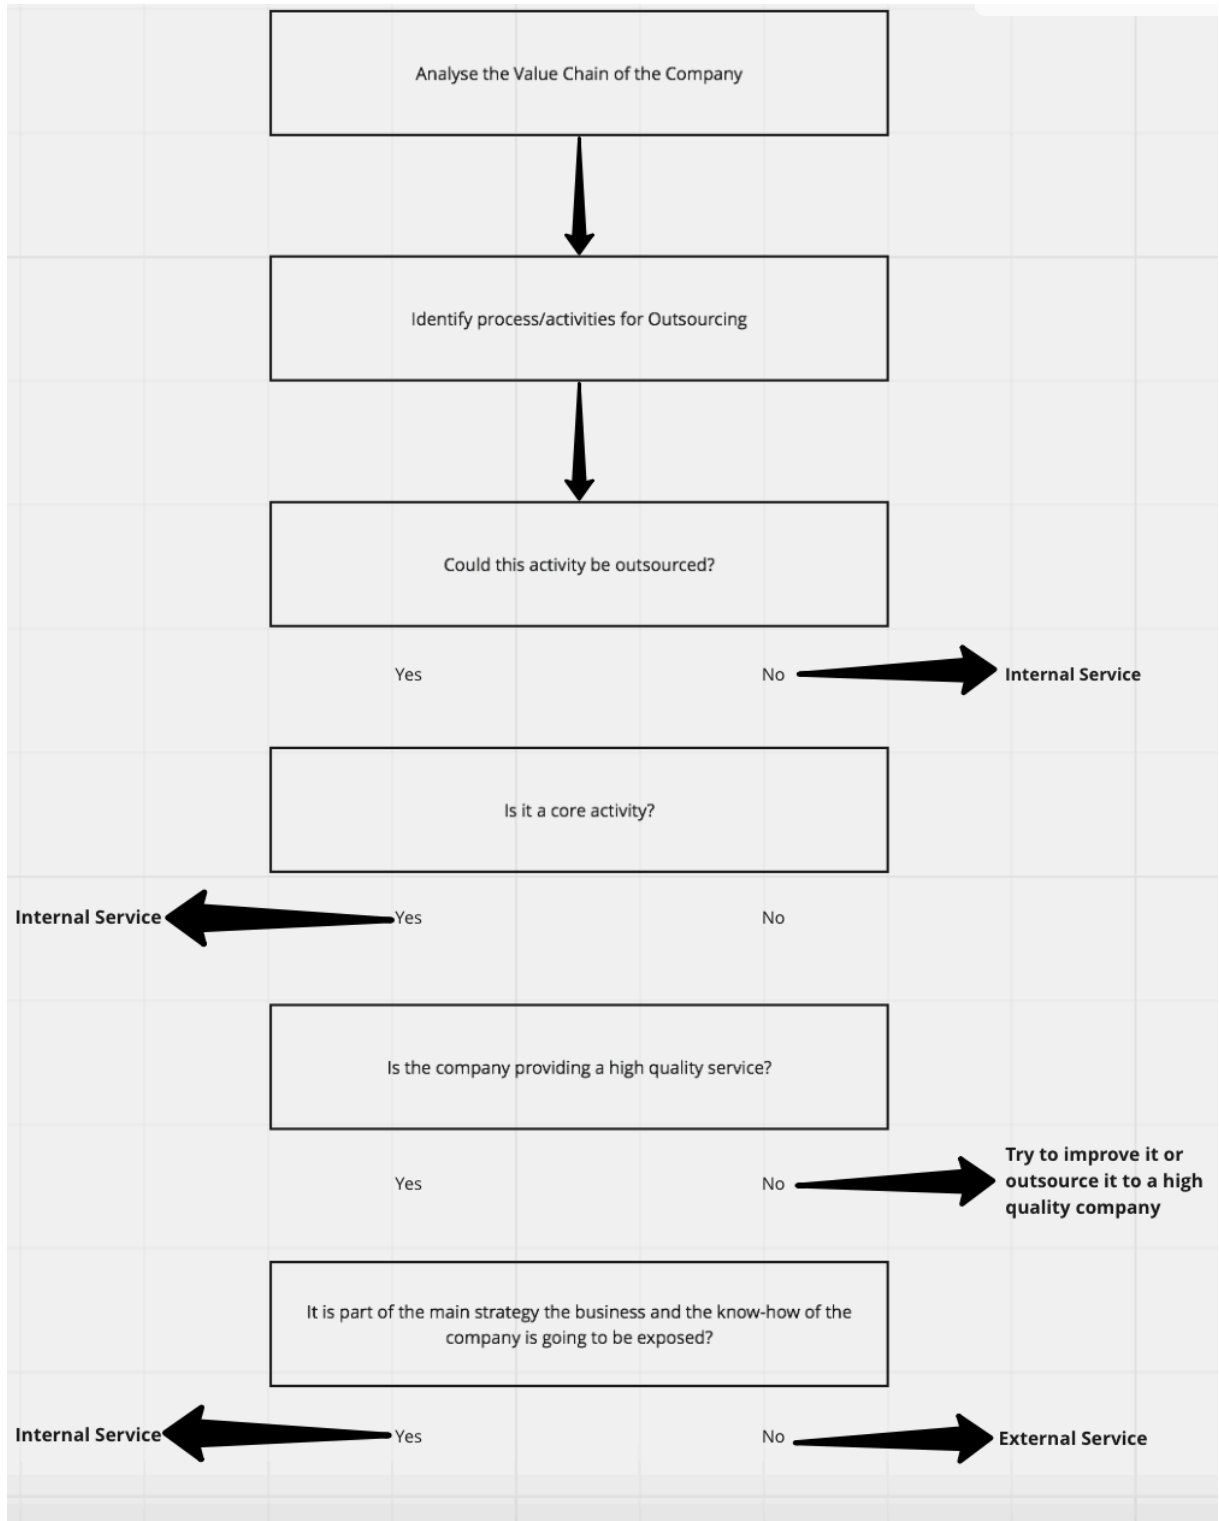 Analyse the Value Chain of the Company
Identify process/activities for Outsourcing
Could this activity be outsourced?
Yes
No
Internal Service
Is it a core activity?
Internal Service
Yes
No
Is the company providing a high quality service?
Yes
No
Try to improve it or
outsource it to a high
quality company
It is part of the main strategy the business and the know-how of the
company is going to be exposed?
Internal Service
Yes
No
External Service